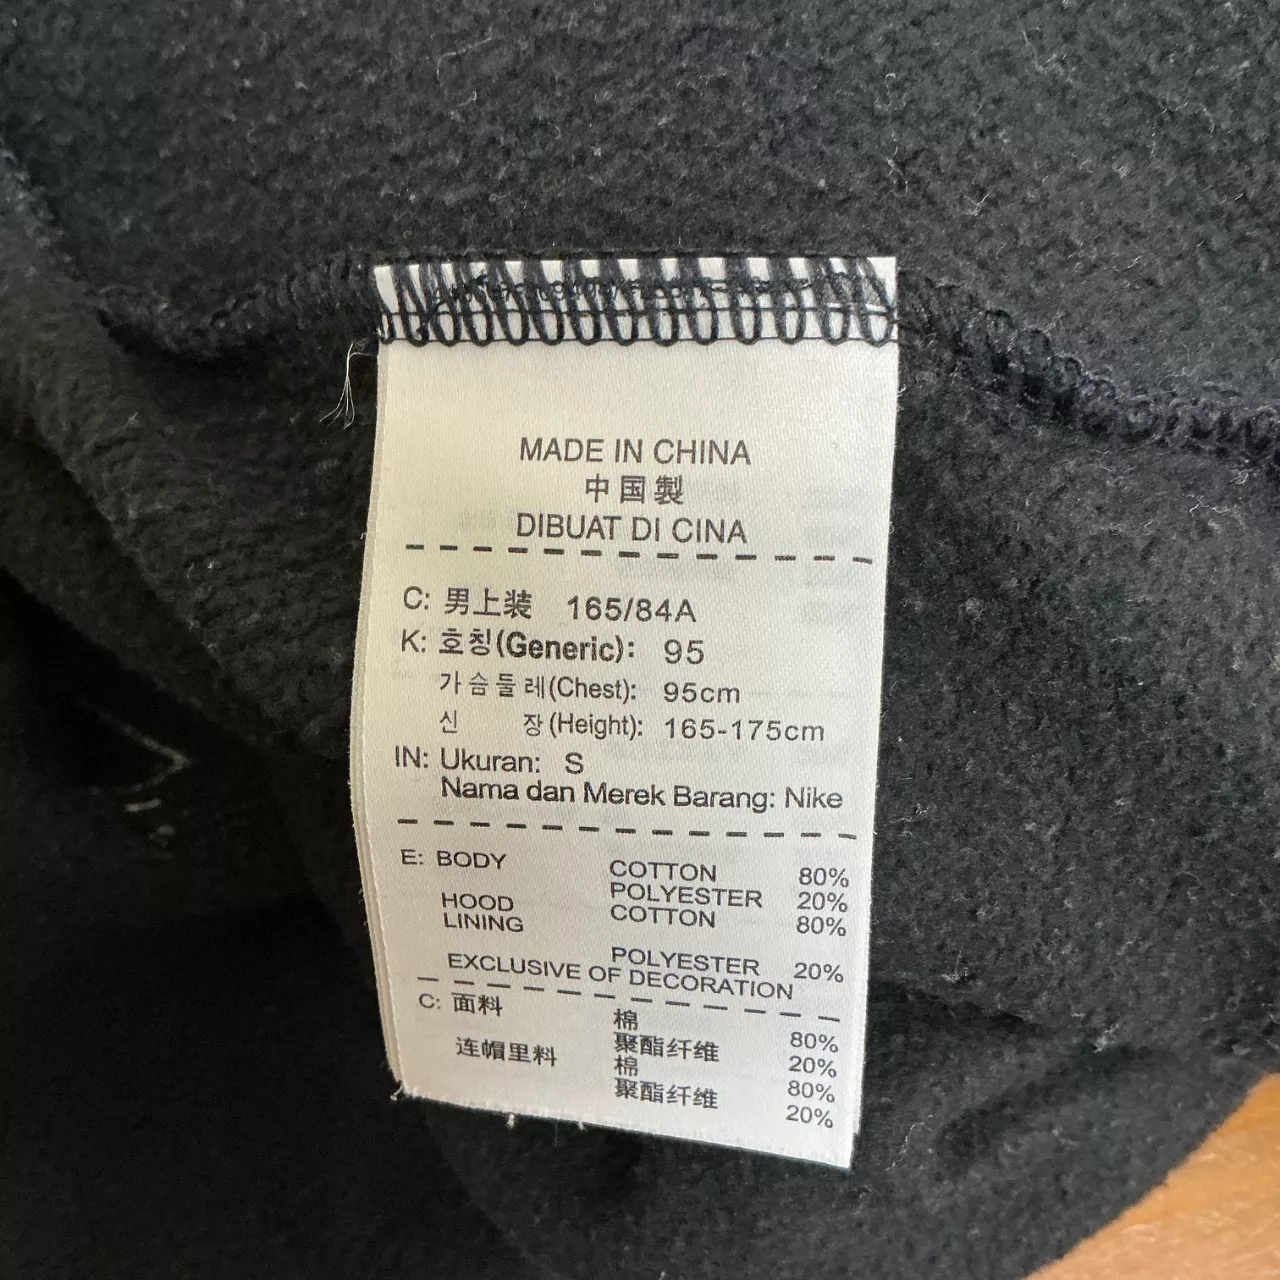 MADE IN CHINA
中国製
DIBUAT DI CINA
C: 男上装 165/84A
K: 호칭(Generic): 95
가슴둘레(Chest): 95cm
신 장(Height): 165-175cm
IN: Ukuran: S
Nama dan Merek Barang: Nike
E: BODY COTTON 80%
POLYESTER 20%
HOOD LINING COTTON 80%
POLYESTER 20%
EXCLUSIVE OF DECORATION
C: 面料 棉 80%
聚酯纤维 20%
连帽里料 棉 80%
聚酯纤维 20%